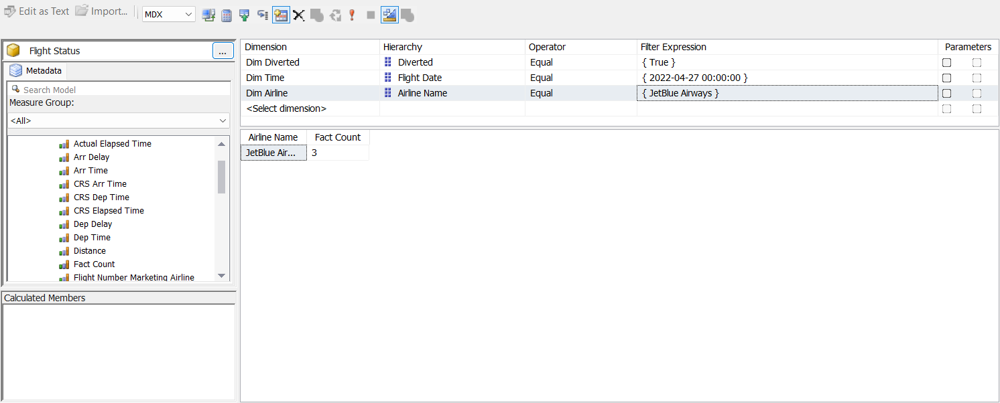 Edit as Text Import... MDX
Flight Status ...
Metadata
Search Model
Measure Group:
<All>
Actual Elapsed Time
Arr Delay
Arr Time
CRS Arr Time
CRS Dep Time
CRS Elapsed Time
Dep Delay
Dep Time
Distance
Fact Count
Flight Number Marketing Airline
Calculated Members
Dimension Hierarchy Operator Filter Expression Parameters
Dim Diverted Diverted Equal { True }
Dim Time Flight Date Equal { 2022-04-27 00:00:00 }
Dim Airline Airline Name Equal { JetBlue Airways }
<Select dimension>
Airline Name Fact Count
JetBlue Air... 3